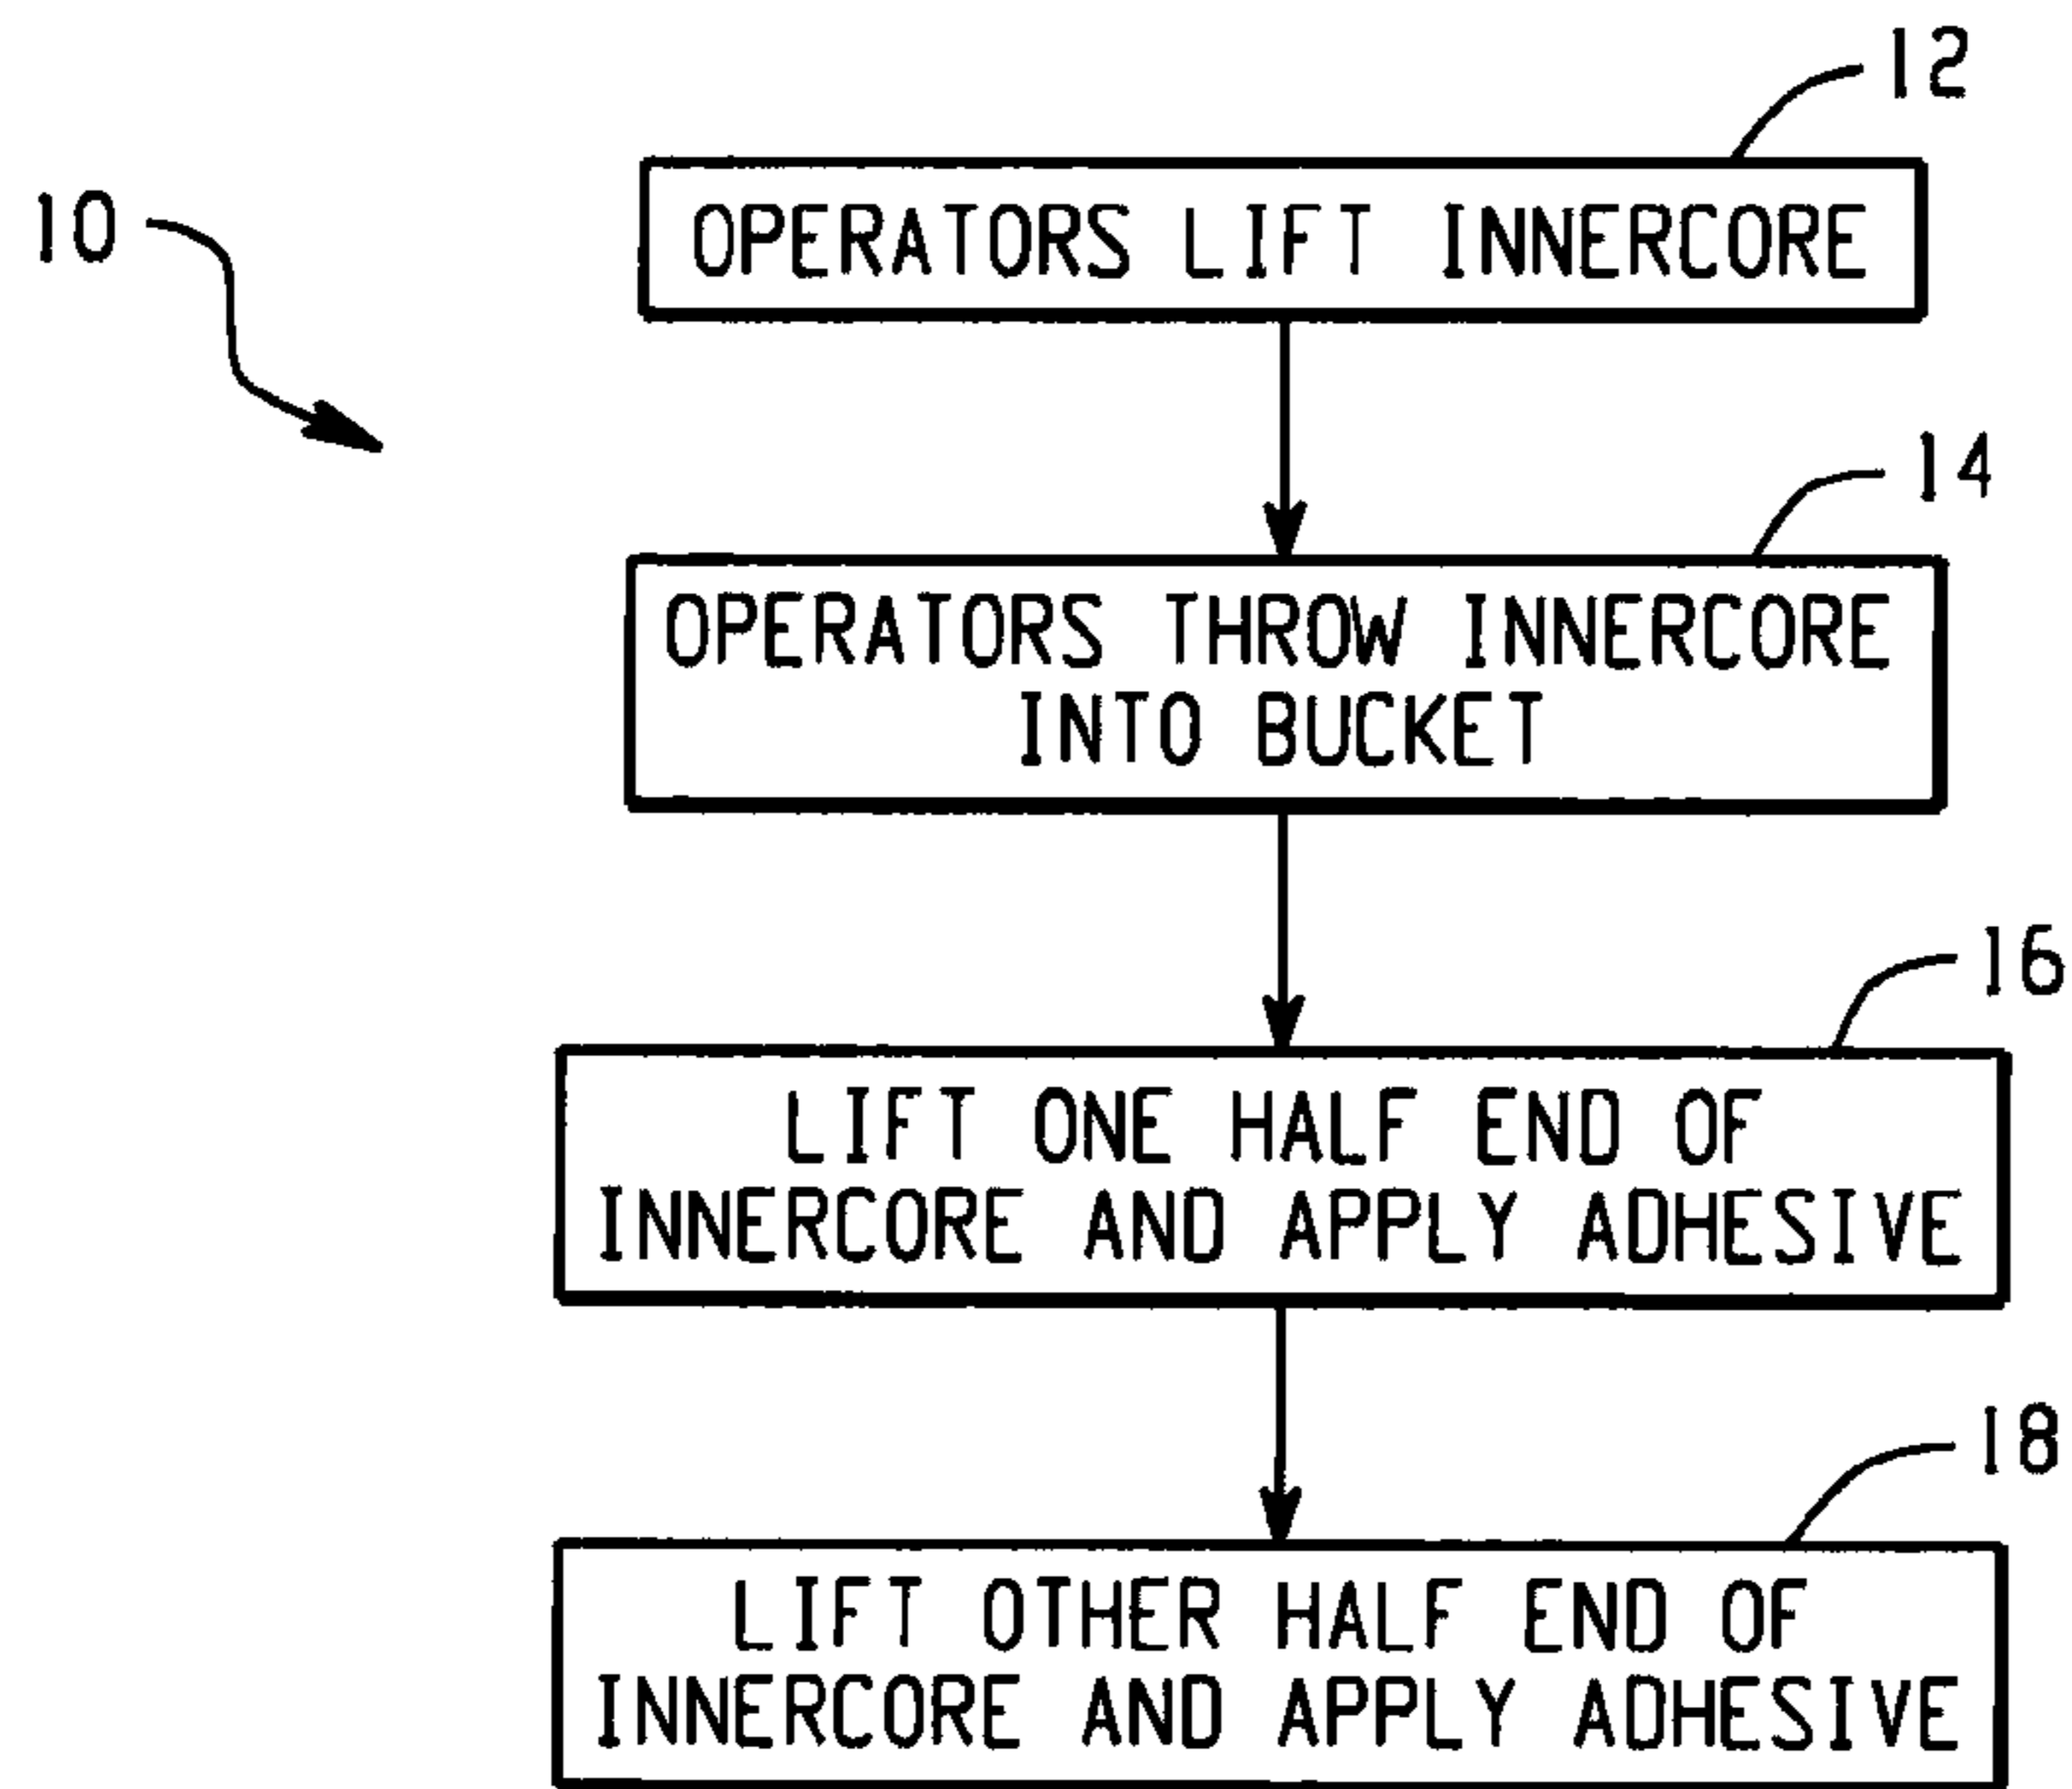 12
10
OPERATORS LIFT INNERCORE
14
OPERATORS THROW INNERCORE
INTO BUCKET
16
LIFT ONE HALF END OF
INNERCORE AND APPLY ADHESIVE
18
LIFT OTHER HALF END OF
INNERCORE AND APPLY ADHESIVE